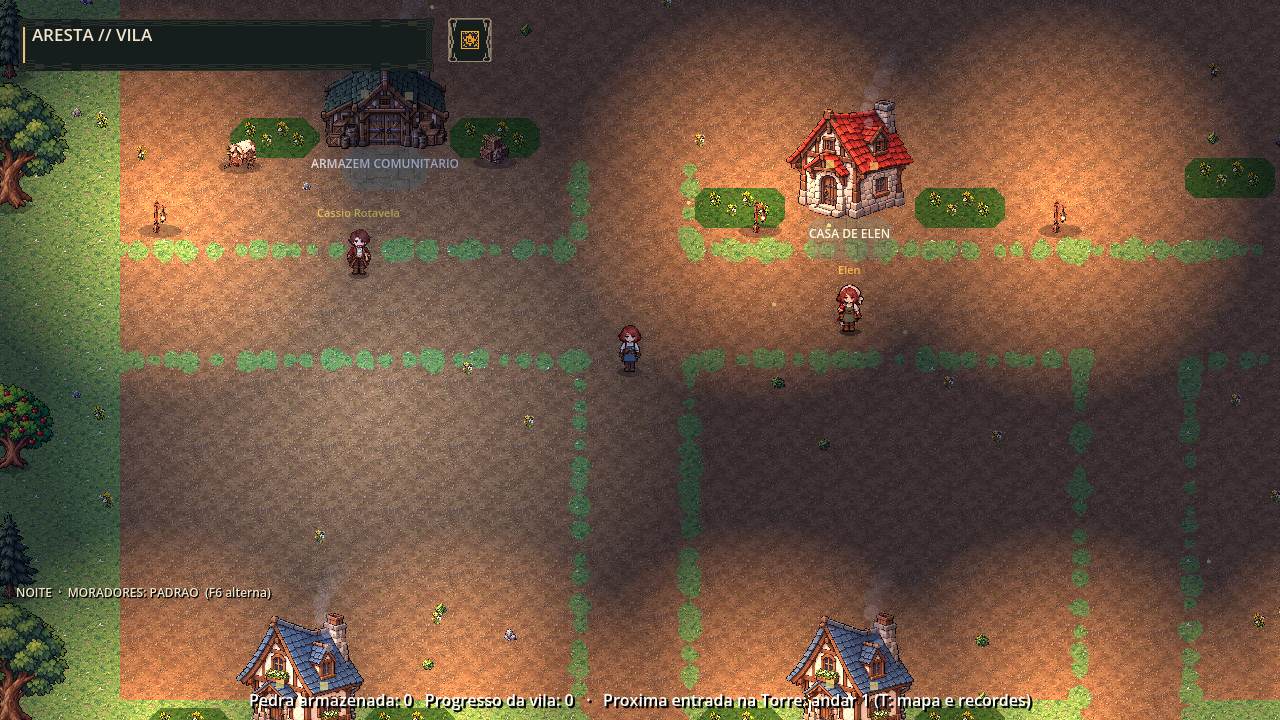 ARESTA // VILA
ARMAZEM COMUNITARIO
Cassio Rotavela
CASA DE ELEN
Elen
NOITE · MORADORES: PADRAO (F6 alterna)
Pedra armazenada: 0 Progresso da vila: 0 · Proxima entrada na Torre: andar 1 (T: mapa e recordes)